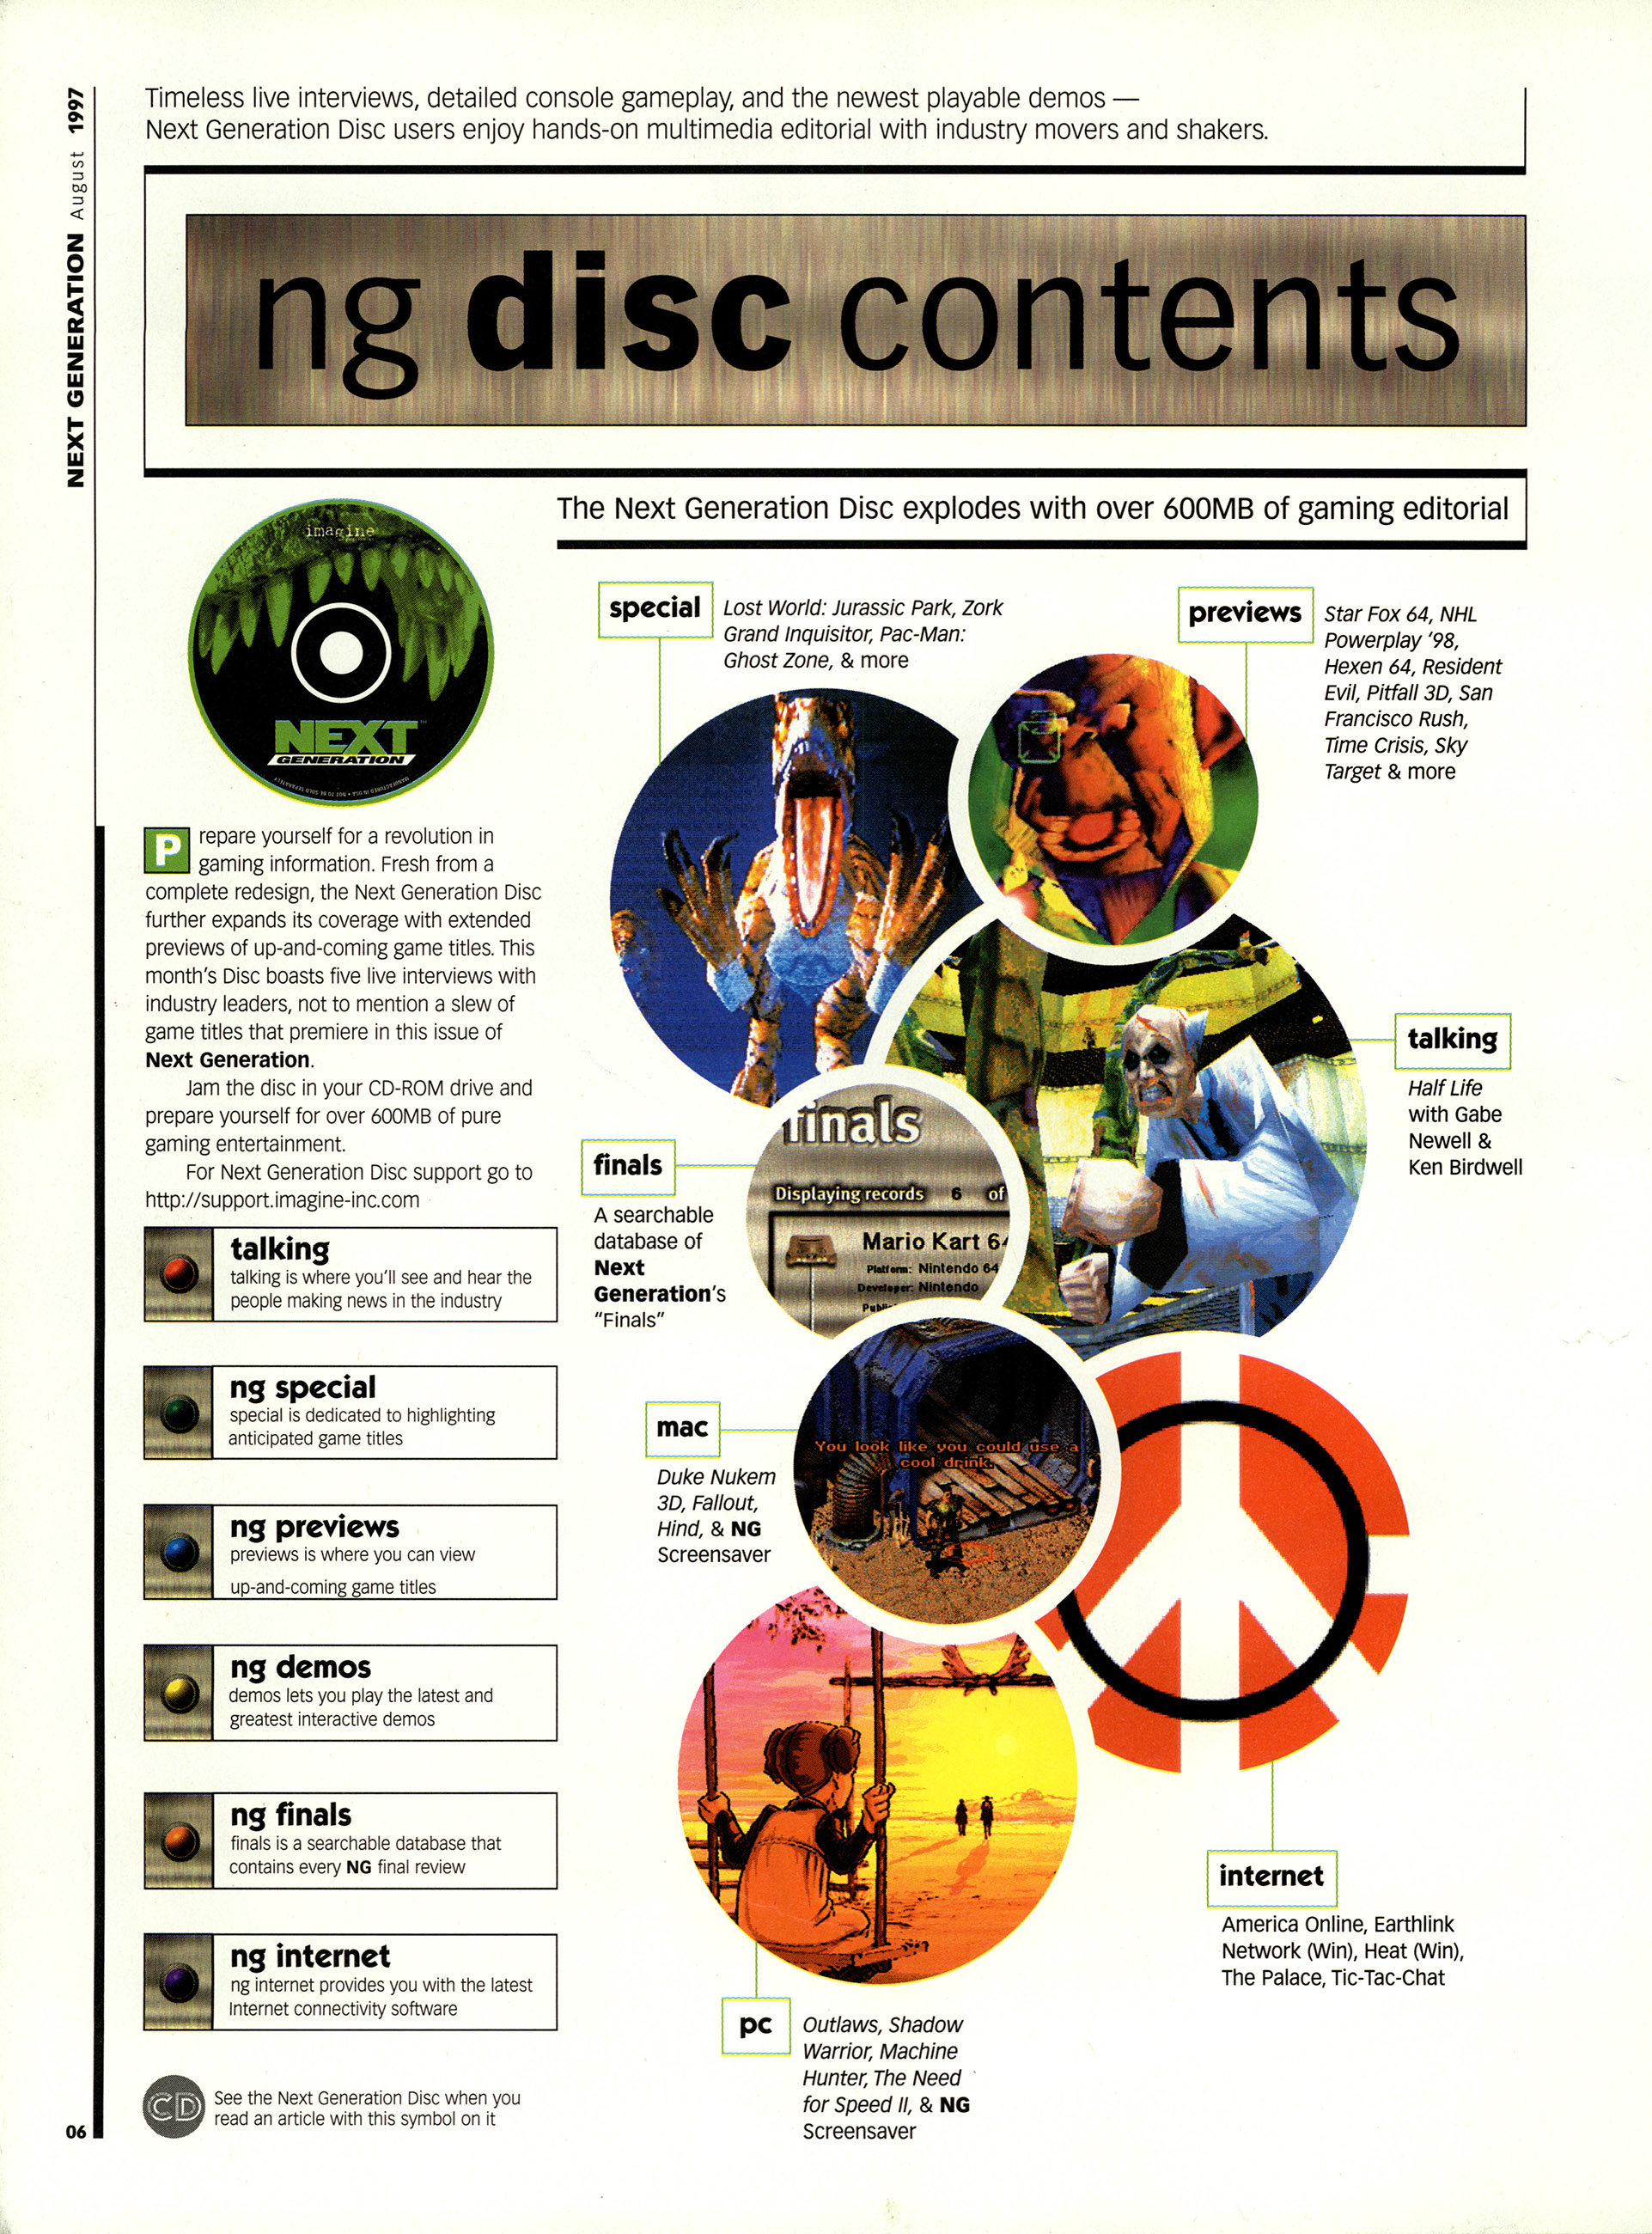 NEXT GENERATION August 1997
Timeless live interviews, detailed console gameplay, and the newest playable demos —
Next Generation Disc users enjoy hands-on multimedia editorial with industry movers and shakers.
ng disc contents
The Next Generation Disc explodes with over 600MB of gaming editorial
imagine
NEXT
GENERATION
MANUFACTURED IN USA • NOT TO BE SOLD SEPARATELY
Prepare yourself for a revolution in
gaming information. Fresh from a
complete redesign, the Next Generation Disc
further expands its coverage with extended
previews of up-and-coming game titles. This
month's Disc boasts five live interviews with
industry leaders, not to mention a slew of
game titles that premiere in this issue of
Next Generation.
Jam the disc in your CD-ROM drive and
prepare yourself for over 600MB of pure
gaming entertainment.
For Next Generation Disc support go to
http://support.imagine-inc.com
talking
talking is where you'll see and hear the
people making news in the industry
ng special
special is dedicated to highlighting
anticipated game titles
ng previews
previews is where you can view
up-and-coming game titles
ng demos
demos lets you play the latest and
greatest interactive demos
ng finals
finals is a searchable database that
contains every NG final review
ng internet
ng internet provides you with the latest
Internet connectivity software
CD
See the Next Generation Disc when you
read an article with this symbol on it
06
special
Lost World: Jurassic Park, Zork
Grand Inquisitor, Pac-Man:
Ghost Zone, & more
previews
Star Fox 64, NHL
Powerplay '98,
Hexen 64, Resident
Evil, Pitfall 3D, San
Francisco Rush,
Time Crisis, Sky
Target & more
talking
Half Life
with Gabe
Newell &
Ken Birdwell
finals
A searchable
database of
Next
Generation's
"Finals"
finals
Displaying records 6 of
Mario Kart 64
Platform: Nintendo 64
Developer: Nintendo
mac
Duke Nukem
3D, Fallout,
Hind, & NG
Screensaver
You look like you could use a
cool drink.
internet
America Online, Earthlink
Network (Win), Heat (Win),
The Palace, Tic-Tac-Chat
pc
Outlaws, Shadow
Warrior, Machine
Hunter, The Need
for Speed II, & NG
Screensaver